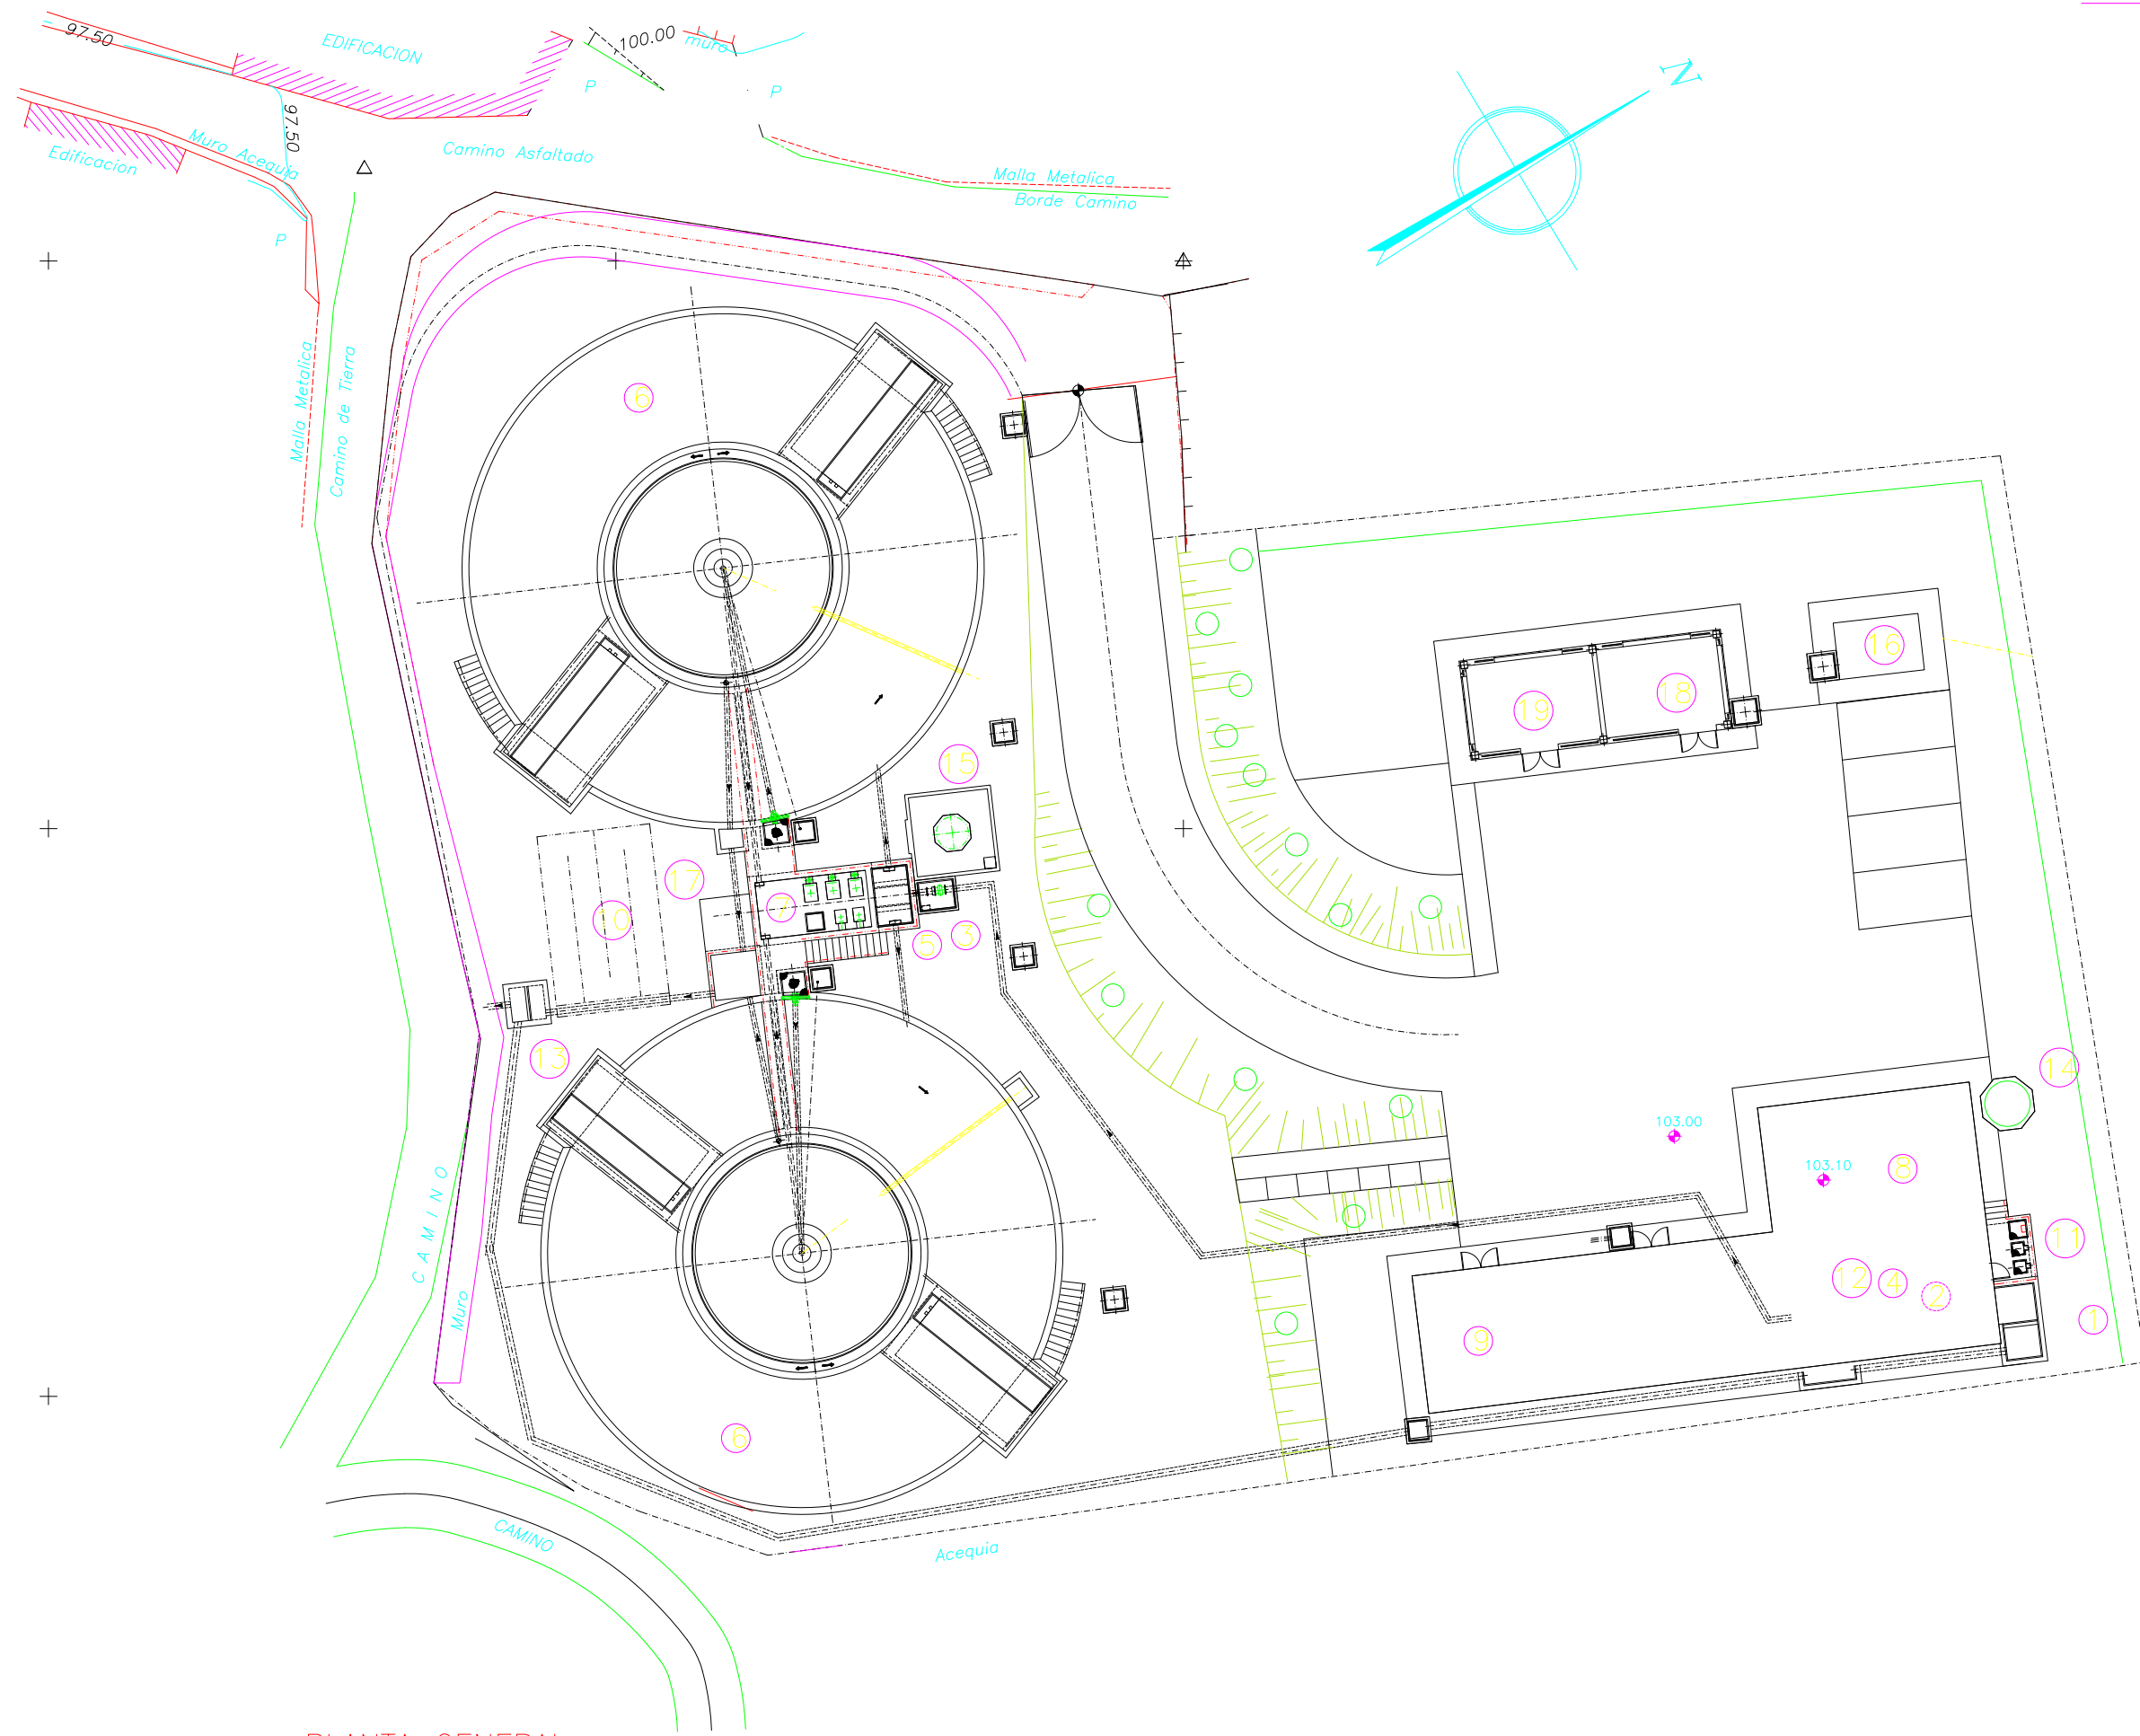 97.50
EDIFICACION
100.00
muro
P
P
97.50
Muro Acequia
Edificacion
Camino Asfaltado
Malla Metalica
Borde Camino
N
P
Malla Metalica
Camino de Tierra
6
16
18
19
15
17
10
7
5
3
13
14
103.00
103.10
8
11
12
4
2
1
9
CAMINO
Muro
6
CAMINO
Acequia
PLANTA GENERAL